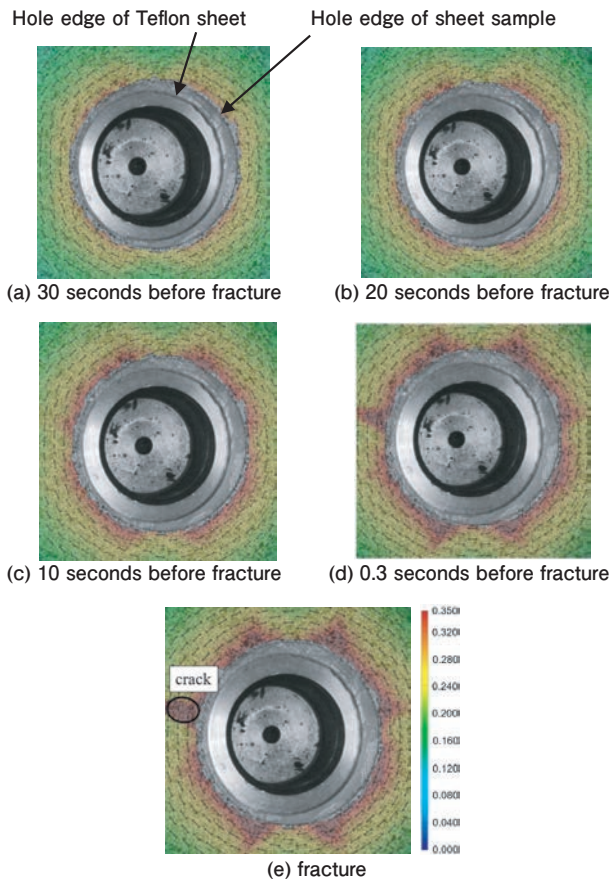 Hole edge of Teflon sheet Hole edge of sheet sample
(a) 30 seconds before fracture (b) 20 seconds before fracture
(c) 10 seconds before fracture (d) 0.3 seconds before fracture
crack
0.350
0.320
0.280
0.240
0.200
0.160
0.120
0.080
0.040
0.000
(e) fracture